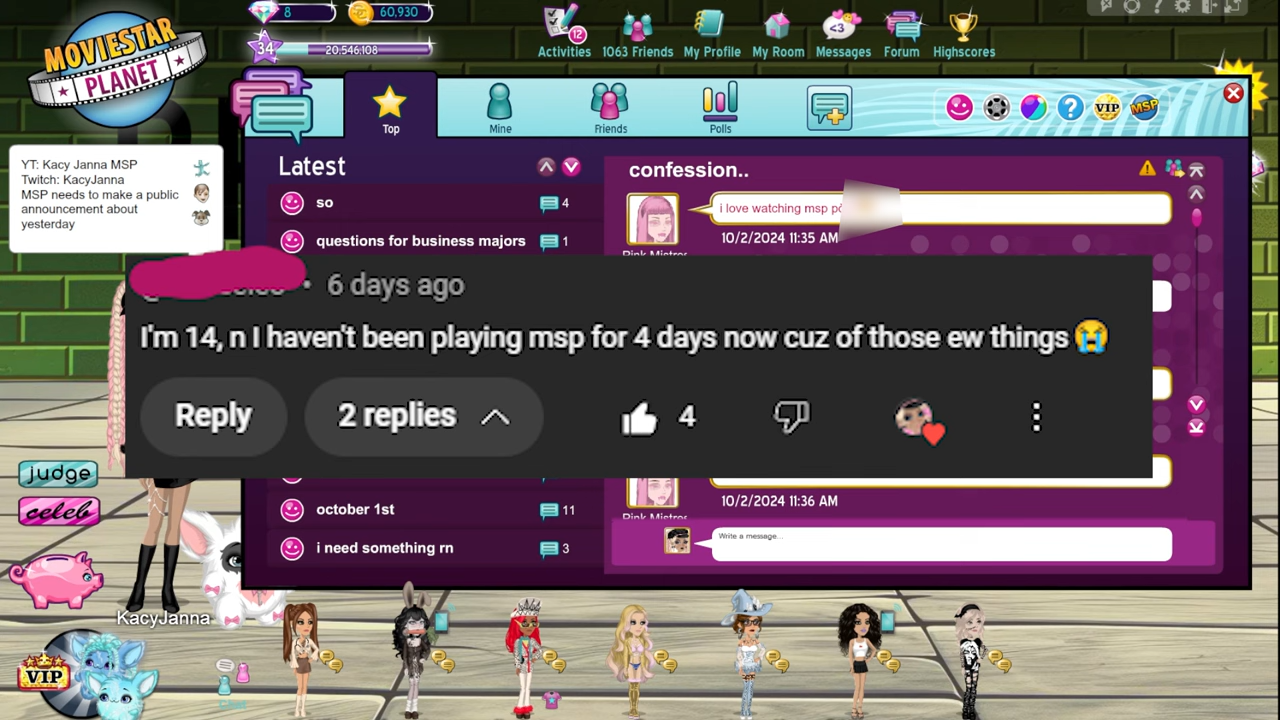 8
60,930
34
20.546.108
MOVIESTAR
PLANET
12
<3
Activities
1063 Friends
My Profile
My Room
Messages
Forum
Highscores
Top
Mine
Friends
Polls
VIP
MSP
YT: Kacy Janna MSP
Twitch: KacyJanna
MSP needs to make a public
announcement about
yesterday
Latest
so
4
questions for business majors
1
confession..
i love watching msp
10/2/2024 11:35 AM
6 days ago
I'm 14, n I haven't been playing msp for 4 days now cuz of those ew things 😭
Reply
2 replies
4
october 1st
11
i need something rn
3
10/2/2024 11:36 AM
Write a message...
judge
celeb
KacyJanna
VIP
Chat